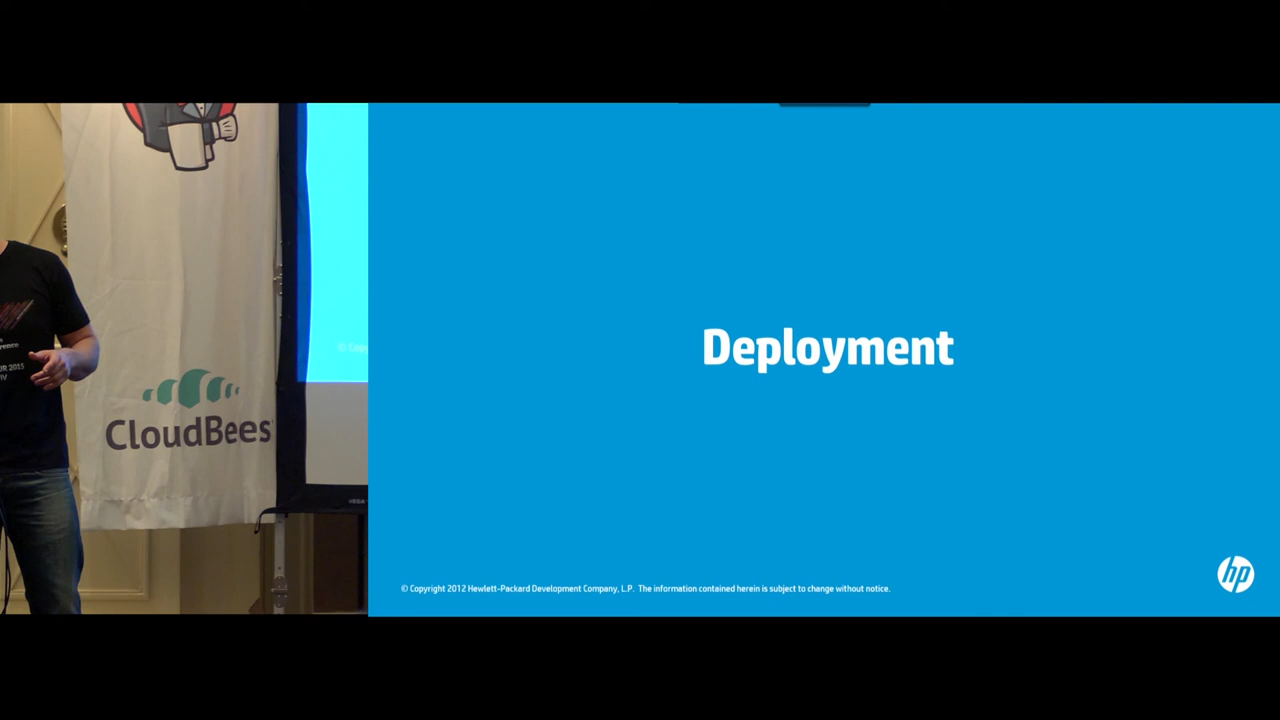 CloudBees
Deployment
© Copyright 2012 Hewlett-Packard Development Company, L.P. The information contained herein is subject to change without notice.
hp